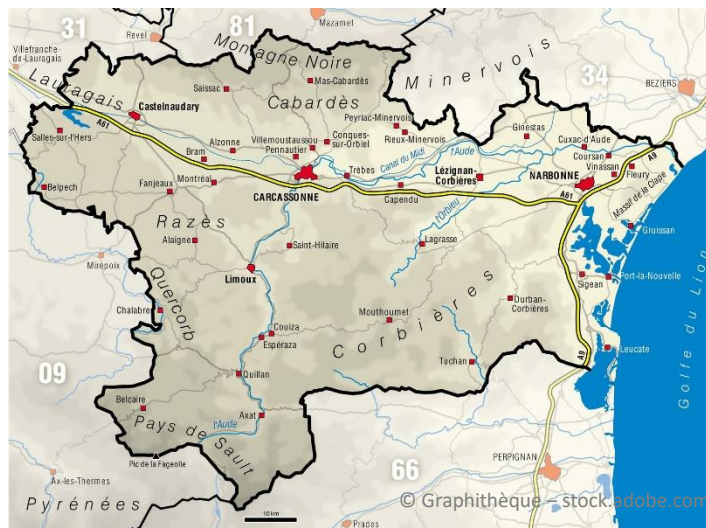 31
81
34
09
66
Revel
Mazamet
Villefranche-
de-Lauragais
Lauragais
Montagne Noire
Minervois
BEZIERS
Saissac
Mas-Cabardès
Cabardès
Castelnaudary
A61
Peyriac-Minervois
Rieux-Minervois
Ginestas
Cuxac-d'Aude
Coursan
A9
Vinassan
Fleury
Salles-sur-l'Hers
Bram
Alzonne
Villemoustaussou
Pennautier
Conques-
sur-Orbiel
Canal du Midi
l'Aude
Trèbes
Lézignan-
Corbières
NARBONNE
A61
Massif de la Clape
Belpech
Fanjeaux
Montréal
CARCASSONNE
Capendu
l'Orbieu
Gruissan
Razès
Alaigne
Saint-Hilaire
Lagrasse
Mirepoix
Limoux
Sigean
Port-la-Nouvelle
Quercorb
Chalabre
Mouthoumet
Durban-
Corbières
Corbières
Couiza
Espéraza
Tuchan
A9
Leucate
Golfe du Lion
Quillan
Belcaire
Axat
l'Aude
Pays de Sault
Pic de la Fageolle
Ax-les-Thermes
Pyrénées
10 km
Prades
PERPIGNAN
© Graphithèque – stock.adobe.com